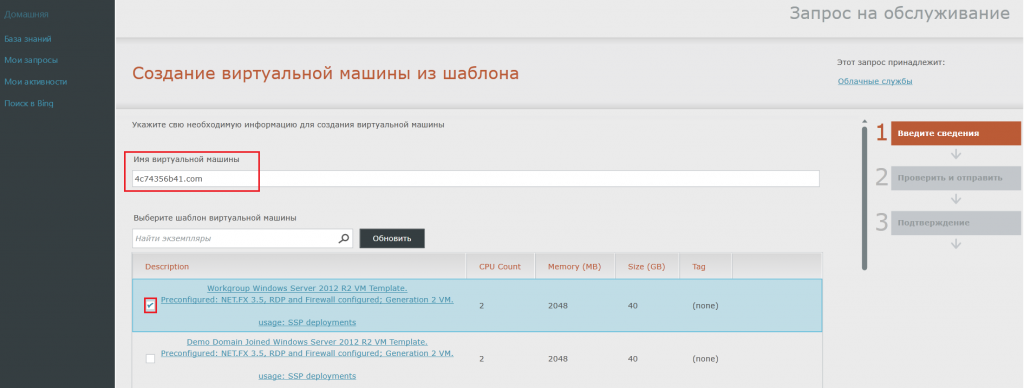 Домашняя
База знаний
Мои запросы
Мои активности
Поиск в Bing
Запрос на обслуживание
Создание виртуальной машины из шаблона
Этот запрос принадлежит:
Облачные службы
Укажите свою необходимую информацию для создания виртуальной машины
Имя виртуальной машины
4c74356b41.com
Выберите шаблон виртуальной машины
Найти экземпляры
Обновить
Description CPU Count Memory (MB) Size (GB) Tag
Workgroup Windows Server 2012 R2 VM Template.
Preconfigured: NET.FX 3.5, RDP and Firewall configured; Generation 2 VM.
2 2048 40 (none)
usage: SSP deployments
Demo Domain Joined Windows Server 2012 R2 VM Template.
Preconfigured: NET.FX 3.5, RDP and Firewall configured; Generation 2 VM.
2 2048 40 (none)
usage: SSP deployments
1 Введите сведения
2 Проверить и отправить
3 Подтверждение